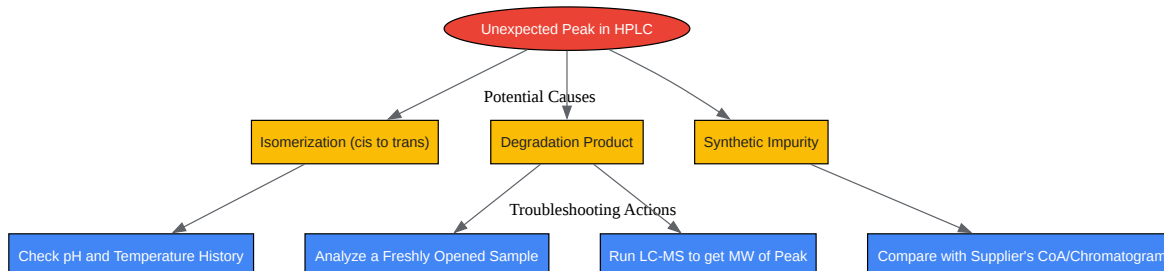 Unexpected Peak in HPLC
Potential Causes
Isomerization (cis to trans)
Degradation Product
Synthetic Impurity
Troubleshooting Actions
Check pH and Temperature History
Analyze a Freshly Opened Sample
Run LC-MS to get MW of Peak
Compare with Supplier's CoA/Chromatogram